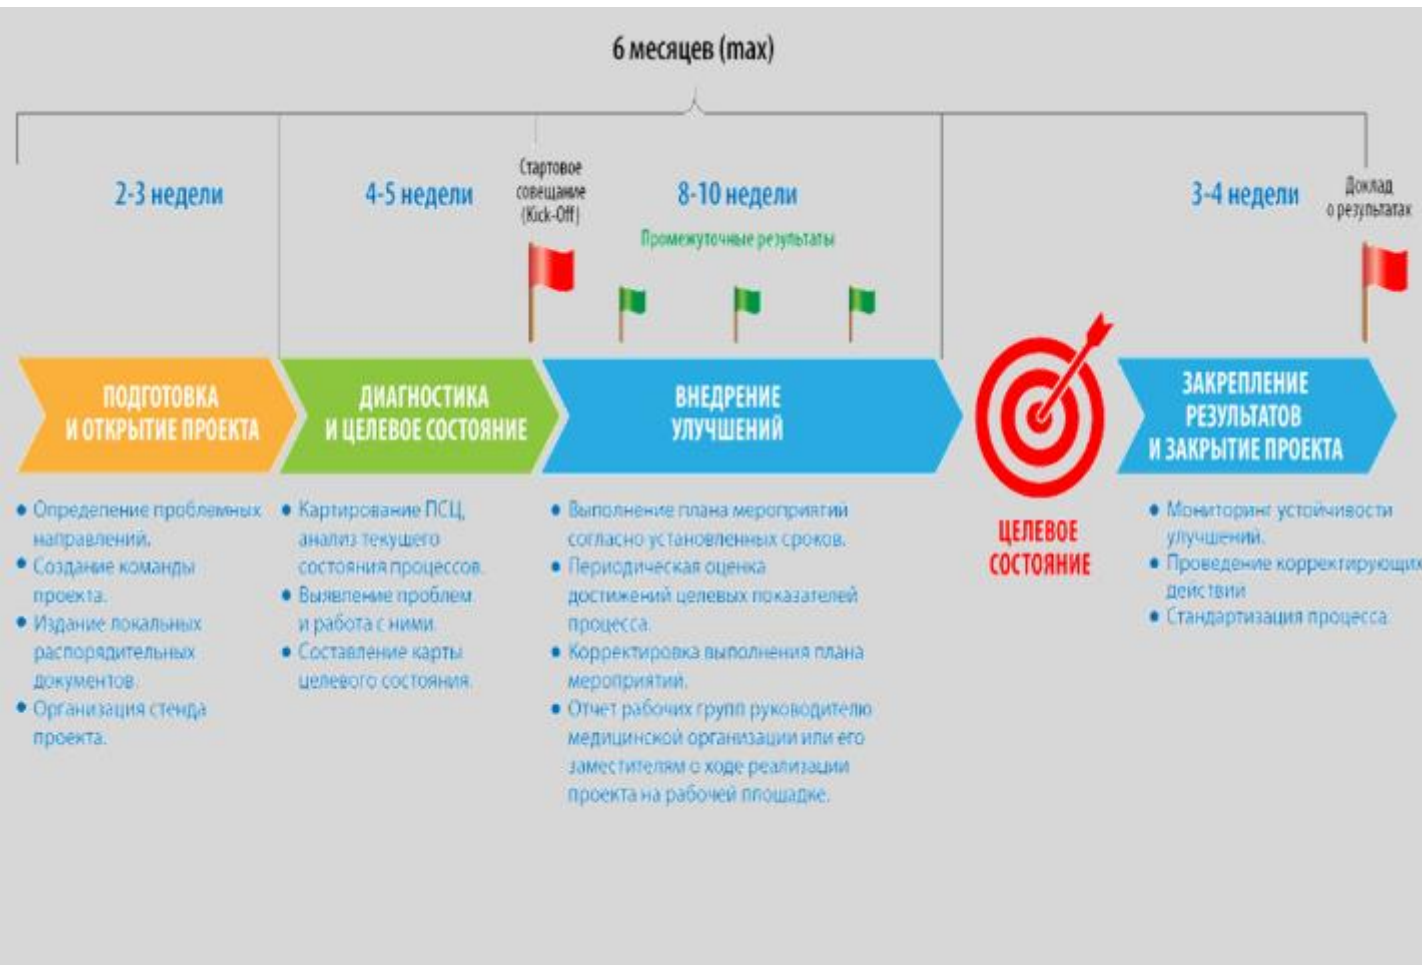 6 месяцев (max)
2-3 недели
4-5 недели
Стартовое
совещание
(Kick-Off)
8-10 недели
Промежуточные результаты
3-4 недели
Доклад
о результатах
ПОДГОТОВКА
И ОТКРЫТИЕ ПРОЕКТА
ДИАГНОСТИКА
И ЦЕЛЕВОЕ СОСТОЯНИЕ
ВНЕДРЕНИЕ
УЛУЧШЕНИЙ
ЦЕЛЕВОЕ
СОСТОЯНИЕ
ЗАКРЕПЛЕНИЕ
РЕЗУЛЬТАТОВ
И ЗАКРЫТИЕ ПРОЕКТА
• Определение проблемных
направлений.
• Создание команды
проекта.
• Издание локальных
распорядительных
документов.
• Организация стенда
проекта.
• Картирование ПСЦ,
анализ текущего
состояния процессов.
• Выявление проблем
и работа с ними.
• Составление карты
целевого состояния.
• Выполнение плана мероприятий
согласно установленных сроков.
• Периодическая оценка
достижений целевых показателей
процесса.
• Корректировка выполнения плана
мероприятий.
• Отчет рабочих групп руководителю
медицинской организации или его
заместителям о ходе реализации
проекта на рабочей площадке.
• Мониторинг устойчивости
улучшений.
• Проведение корректирующих
действий
• Стандартизация процесса